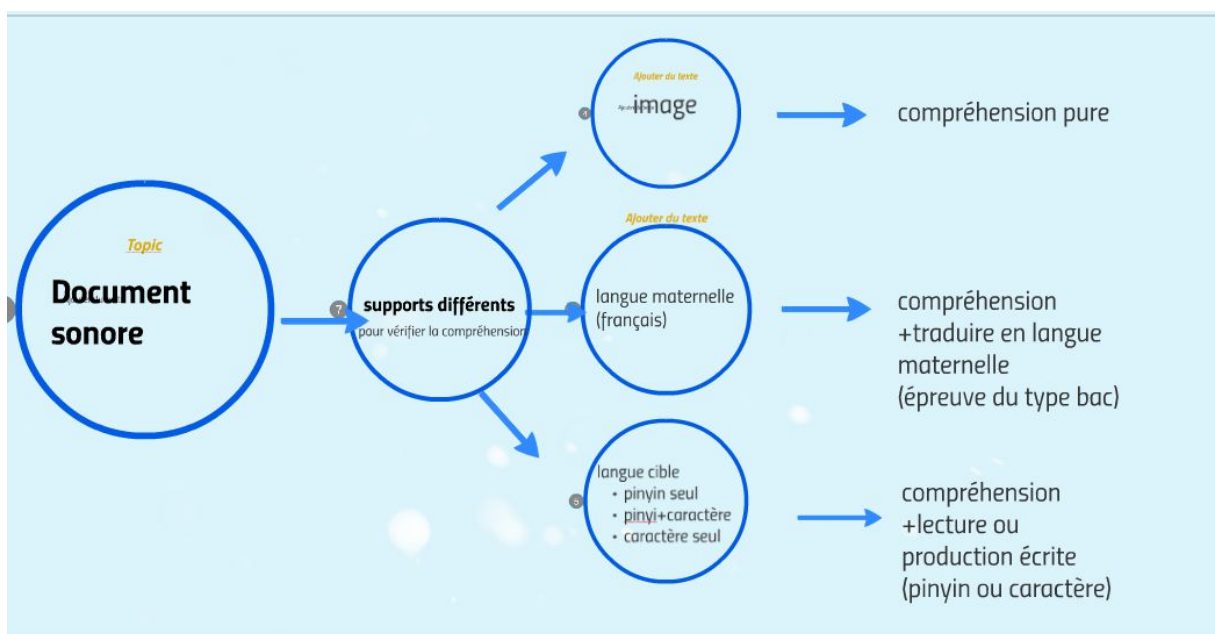 Topic
Document
sonore
7
supports différents
pour vérifier la compréhension
Ajouter du texte
image
4
compréhension pure
Ajouter du texte
langue maternelle
(français)
compréhension
+traduire en langue
maternelle
(épreuve du type bac)
langue cible
• pinyin seul
• pinyi+caractère
• caractère seul
compréhension
+lecture ou
production écrite
(pinyin ou caractère)